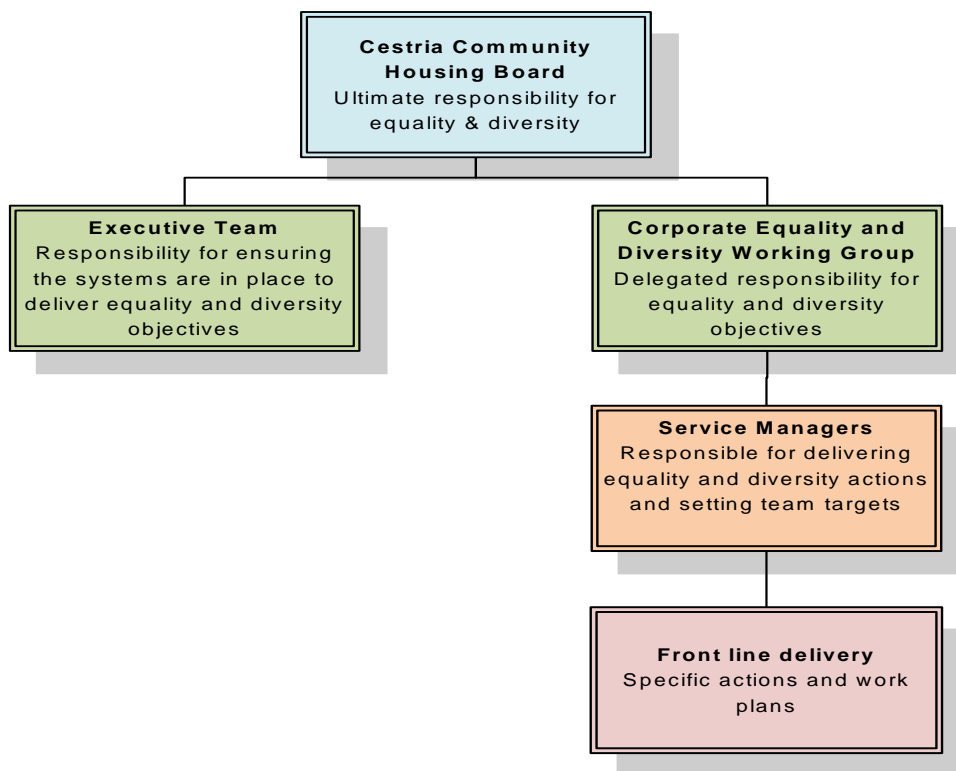 Cestria Community
Housing Board
Ultimate responsibility for
equality & diversity
Executive Team
Responsibility for ensuring
the systems are in place to
deliver equality and diversity
objectives
Corporate Equality and
Diversity Working Group
Delegated responsibility for
equality and diversity
objectives
Service Managers
Responsible for delivering
equality and diversity actions
and setting team targets
Front line delivery
Specific actions and work
plans